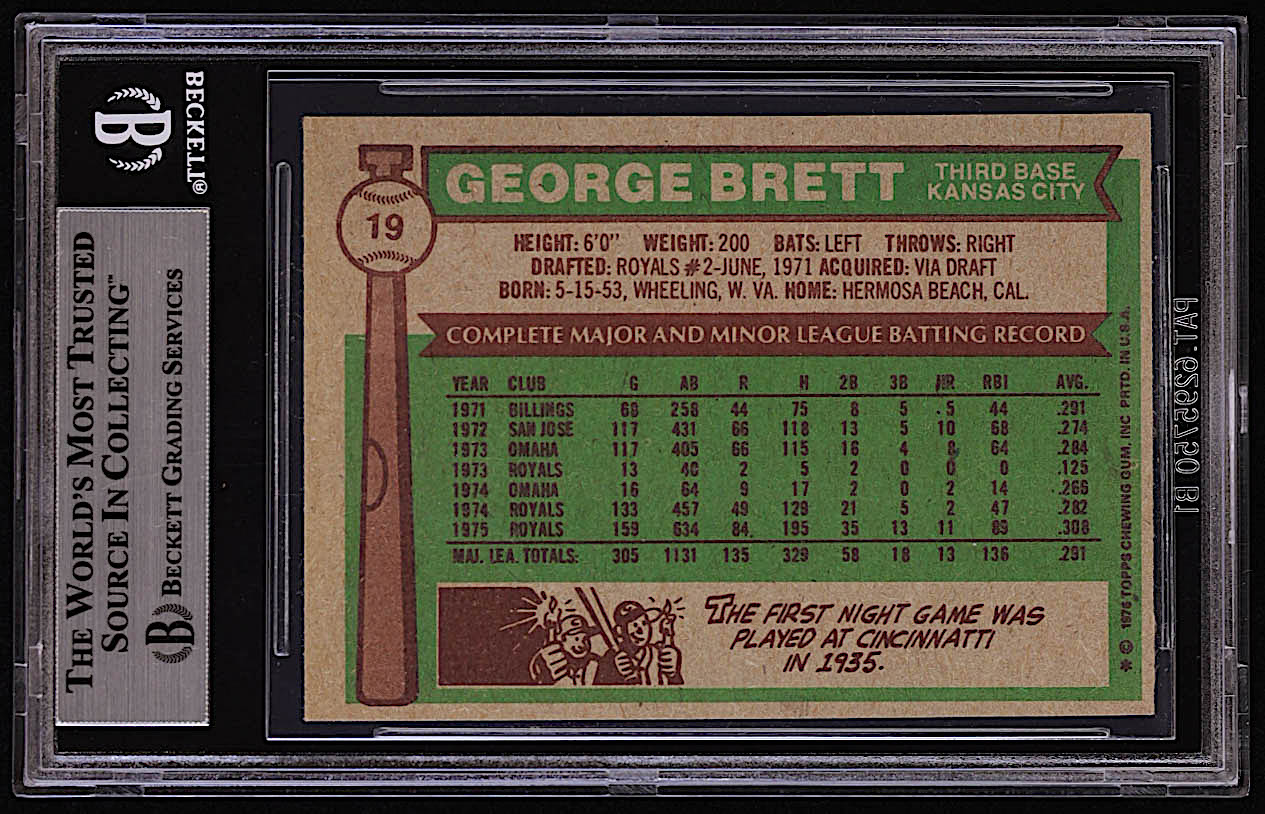 BECKETT®
THE WORLD'S MOST TRUSTED
SOURCE IN COLLECTING™
BECKETT GRADING SERVICES
B
B
19
GEORGE BRETT
THIRD BASE
KANSAS CITY
HEIGHT: 6'0" WEIGHT: 200 BATS: LEFT THROWS: RIGHT
DRAFTED: ROYALS #2-JUNE, 1971 ACQUIRED: VIA DRAFT
BORN: 5-15-53, WHEELING, W. VA. HOME: HERMOSA BEACH, CAL.
COMPLETE MAJOR AND MINOR LEAGUE BATTING RECORD
YEAR CLUB G AB R H 2B 3B HR RBI AVG.
1971 BILLINGS 68 258 44 75 8 5 5 44 .291
1972 SAN JOSE 117 431 66 118 13 5 10 68 .274
1973 OMAHA 117 405 66 115 16 4 8 64 .284
1973 ROYALS 13 40 2 5 2 0 0 0 .125
1974 OMAHA 16 64 9 17 2 0 2 14 .266
1974 ROYALS 133 457 49 129 21 5 2 47 .282
1975 ROYALS 159 634 84 195 35 13 11 89 .308
MAJ. LEA. TOTALS: 305 1131 135 329 58 18 13 136 .291
THE FIRST NIGHT GAME WAS
PLAYED AT CINCINNATTI
IN 1935.
* © 1976 TOPPS CHEWING GUM, INC PRTD. IN U.S.A.
PAT. 6295750 B1